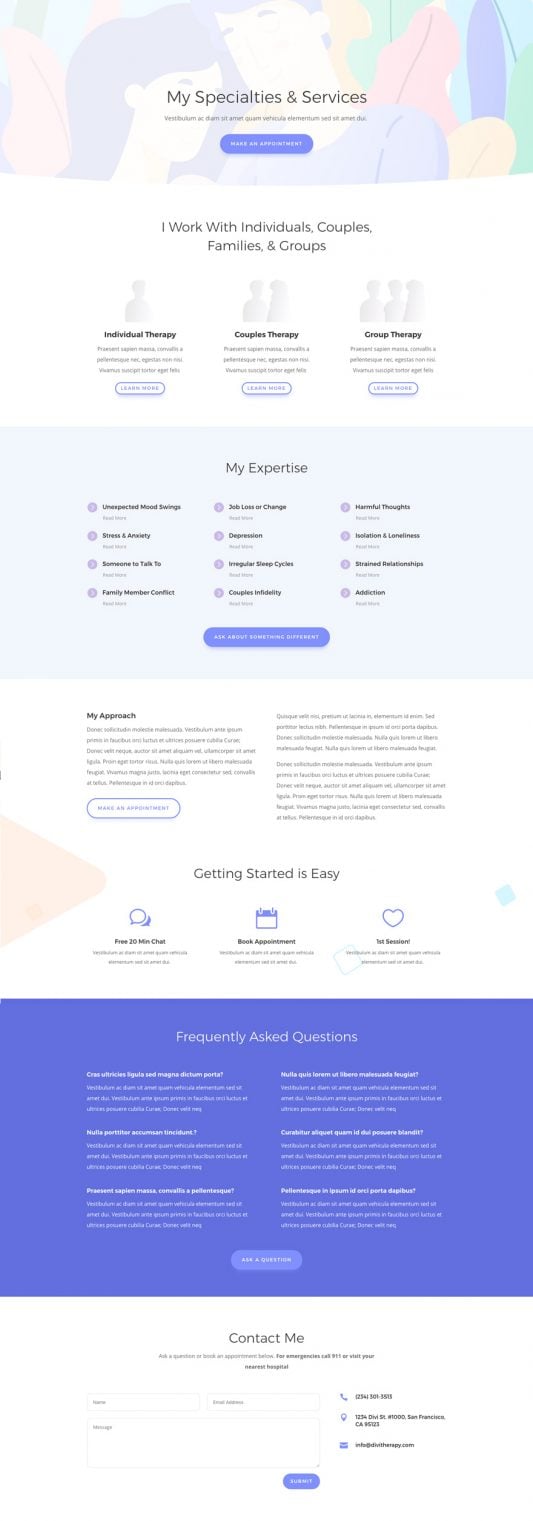 My Specialties & Services
Vestibulum ac diam sit amet quam vehicula elementum sed sit amet dui.
MAKE AN APPOINTMENT
I Work With Individuals, Couples,
Families, & Groups
Individual Therapy
Praesent sapien massa, convallis a
pellentesque nec, egestas non nisi.
Vivamus suscipit tortor eget felis
LEARN MORE
Couples Therapy
Praesent sapien massa, convallis a
pellentesque nec, egestas non nisi.
Vivamus suscipit tortor eget felis
LEARN MORE
Group Therapy
Praesent sapien massa, convallis a
pellentesque nec, egestas non nisi.
Vivamus suscipit tortor eget felis
LEARN MORE
My Expertise
Unexpected Mood Swings
Read More
Job Loss or Change
Read More
Harmful Thoughts
Read More
Stress & Anxiety
Read More
Depression
Read More
Isolation & Loneliness
Read More
Someone to Talk To
Read More
Irregular Sleep Cycles
Read More
Strained Relationships
Read More
Family Member Conflict
Read More
Couples Infidelity
Read More
Addiction
Read More
ASK ABOUT SOMETHING DIFFERENT
My Approach
Donec sollicitudin molestie malesuada. Vestibulum ante ipsum
primis in faucibus orci luctus et ultrices posuere cubilia Curae;
Donec velit neque, auctor sit amet aliquam vel, ullamcorper sit amet
ligula. Proin eget tortor risus. Nulla quis lorem ut libero malesuada
feugiat. Vivamus magna justo, lacinia eget consectetur sed, convallis
at tellus. Pellentesque in id orci dapibus.
MAKE AN APPOINTMENT
Quisque velit nisi, pretium ut lacinia in, elementum id enim. Sed
porttitor lectus nibh. Pellentesque in ipsum id orci porta dapibus.
Donec sollicitudin molestie malesuada. Nulla quis lorem ut libero
malesuada feugiat. Nulla quis lorem ut libero malesuada feugiat.
Donec sollicitudin molestie malesuada. Vestibulum ante ipsum
primis in faucibus orci luctus et ultrices posuere cubilia Curae;
Donec velit neque, auctor sit amet aliquam vel, ullamcorper sit amet
ligula. Proin eget tortor risus. Nulla quis lorem ut libero malesuada
feugiat. Vivamus magna justo, lacinia eget consectetur sed, convallis
at tellus. Pellentesque in id orci dapibus.
Getting Started is Easy
Free 20 Min Chat
Vestibulum ac diam sit amet quam vehicula
elementum sed sit amet dui.
Book Appointment
Vestibulum ac diam sit amet quam vehicula
elementum sed sit amet dui.
1st Session!
Vestibulum ac diam sit amet quam vehicula
elementum sed sit amet dui.
Frequently Asked Questions
Cras ultricies ligula sed magna dictum porta?
Vestibulum ac diam sit amet quam vehicula elementum sed sit
amet dui. Vestibulum ante ipsum primis in faucibus orci luctus et
ultrices posuere cubilia Curae; Donec velit neq
Nulla quis lorem ut libero malesuada feugiat?
Vestibulum ac diam sit amet quam vehicula elementum sed sit
amet dui. Vestibulum ante ipsum primis in faucibus orci luctus et
ultrices posuere cubilia Curae; Donec velit neq
Nulla porttitor accumsan tincidunt.?
Vestibulum ac diam sit amet quam vehicula elementum sed sit
amet dui. Vestibulum ante ipsum primis in faucibus orci luctus et
ultrices posuere cubilia Curae; Donec velit neq
Curabitur aliquet quam id dui posuere blandit?
Vestibulum ac diam sit amet quam vehicula elementum sed sit
amet dui. Vestibulum ante ipsum primis in faucibus orci luctus et
ultrices posuere cubilia Curae; Donec velit neq
Praesent sapien massa, convallis a pellentesque?
Vestibulum ac diam sit amet quam vehicula elementum sed sit
amet dui. Vestibulum ante ipsum primis in faucibus orci luctus et
ultrices posuere cubilia Curae; Donec velit neq
Pellentesque in ipsum id orci porta dapibus?
Vestibulum ac diam sit amet quam vehicula elementum sed sit
amet dui. Vestibulum ante ipsum primis in faucibus orci luctus et
ultrices posuere cubilia Curae; Donec velit neq
ASK A QUESTION
Contact Me
Ask a question or book an appointment below. For emergencies call 911 or visit your
nearest hospital
Name
Email Address
Message
SUBMIT
(234) 301-3513
1234 Divi St. #1000, San Francisco,
CA 95123
info@divitherapy.com